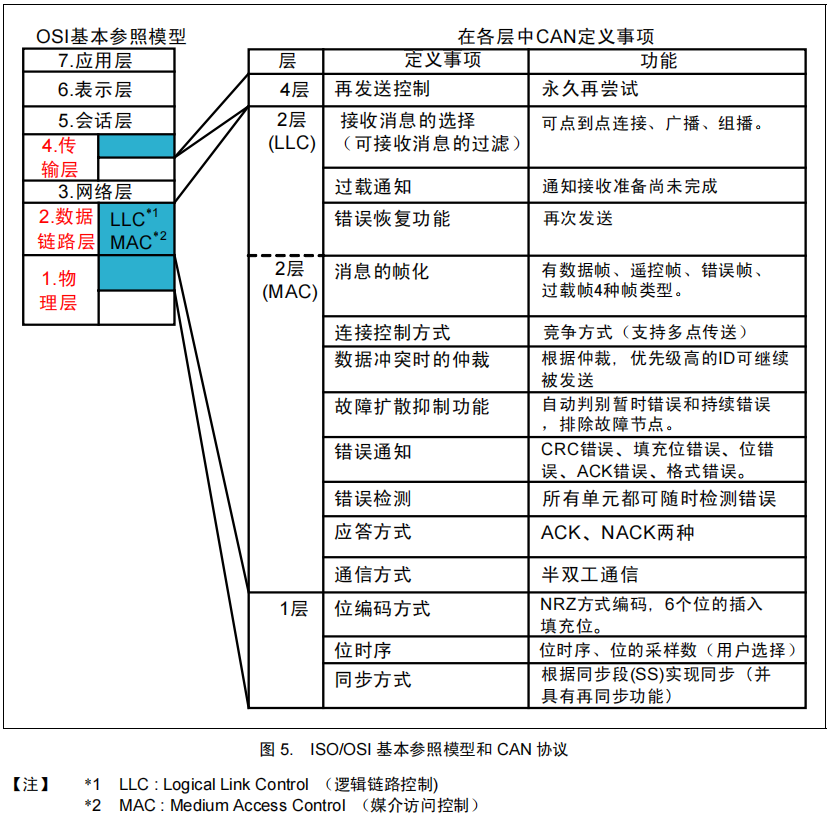 OSI基本参照模型
在各层中CAN定义事项
7.应用层
6.表示层
5.会话层
4.传
输层
3.网络层
2.数据
链路层
LLC*1
MAC*2
1.物
理层
层 定义事项 功能
4层 再发送控制 永久再尝试
2层
(LLC)
接收消息的选择
（可接收消息的过滤）
可点到点连接、广播、组播。
过载通知 通知接收准备尚未完成
错误恢复功能 再次发送
2层
(MAC)
消息的帧化
有数据帧、遥控帧、错误帧、
过载帧4种帧类型。
连接控制方式 竞争方式（支持多点传送）
数据冲突时的仲裁
根据仲裁，优先级高的ID可继续
被发送
故障扩散抑制功能
自动判别暂时错误和持续错误
，排除故障节点。
错误通知
CRC错误、填充位错误、位错
误、ACK错误、格式错误。
错误检测 所有单元都可随时检测错误
应答方式 ACK、NACK两种
通信方式 半双工通信
1层 位编码方式
NRZ方式编码，6个位的插入
填充位。
位时序 位时序、位的采样数（用户选择）
同步方式
根据同步段(SS)实现同步（并
具有再同步功能）
图 5. ISO/OSI 基本参照模型和 CAN 协议
【注】 *1 LLC : Logical Link Control （逻辑链路控制)
*2 MAC : Medium Access Control （媒介访问控制）